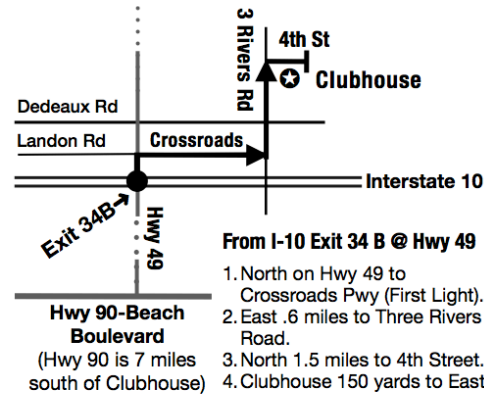 3 Rivers Rd
4th St
Clubhouse
Dedeaux Rd
Landon Rd
Crossroads
Interstate 10
Exit 34B
Hwy 49
From I-10 Exit 34 B @ Hwy 49
1. North on Hwy 49 to
Crossroads Pwy (First Light).
2. East .6 miles to Three Rivers
Road.
3. North 1.5 miles to 4th Street.
4. Clubhouse 150 yards to East
Hwy 90-Beach
Boulevard
(Hwy 90 is 7 miles
south of Clubhouse)